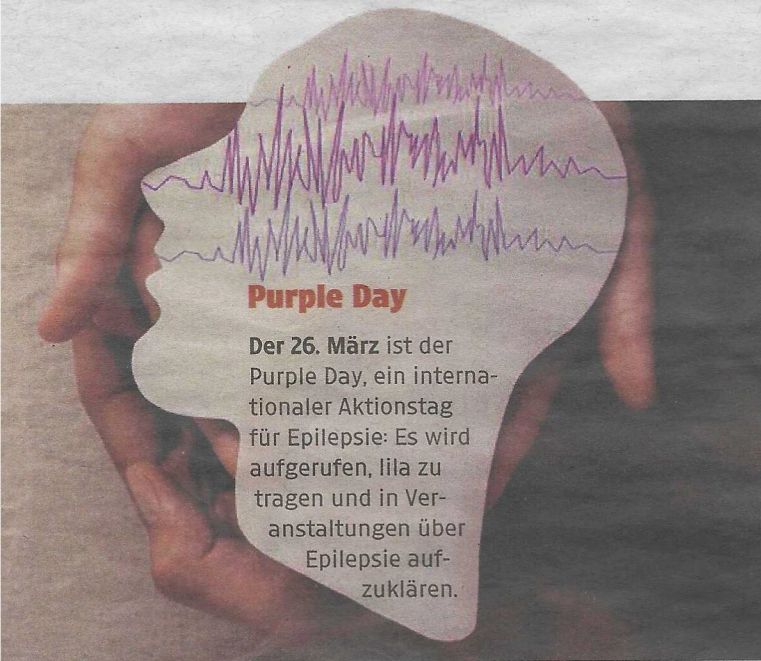 Purple Day
Der 26. März ist der
Purple Day, ein interna-
tionaler Aktionstag
für Epilepsie: Es wird
aufgerufen, lila zu
tragen und in Ver-
anstaltungen über
Epilepsie auf-
zuklären.